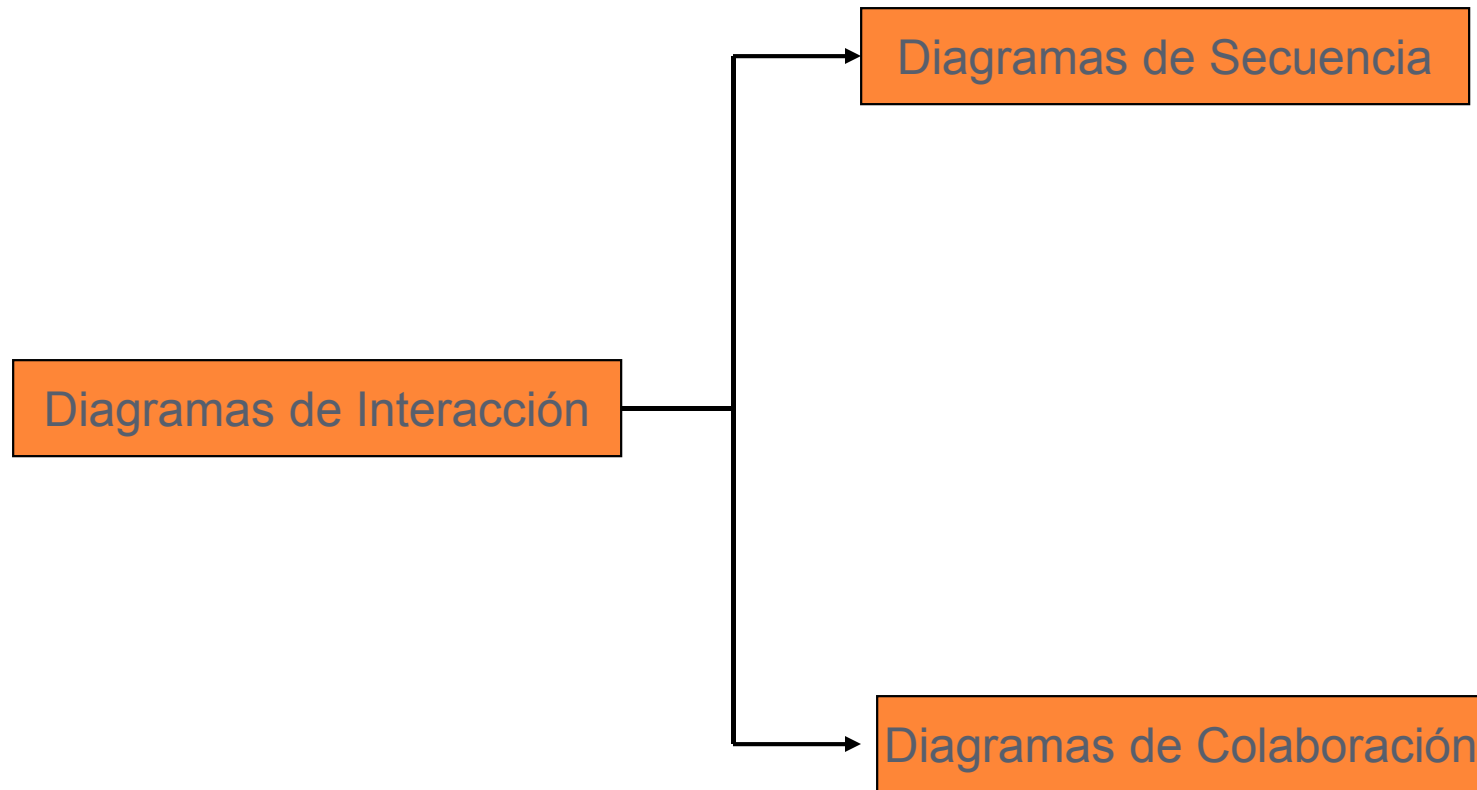 Diagramas de Secuencia
Diagramas de Interacción
Diagramas de Colaboración